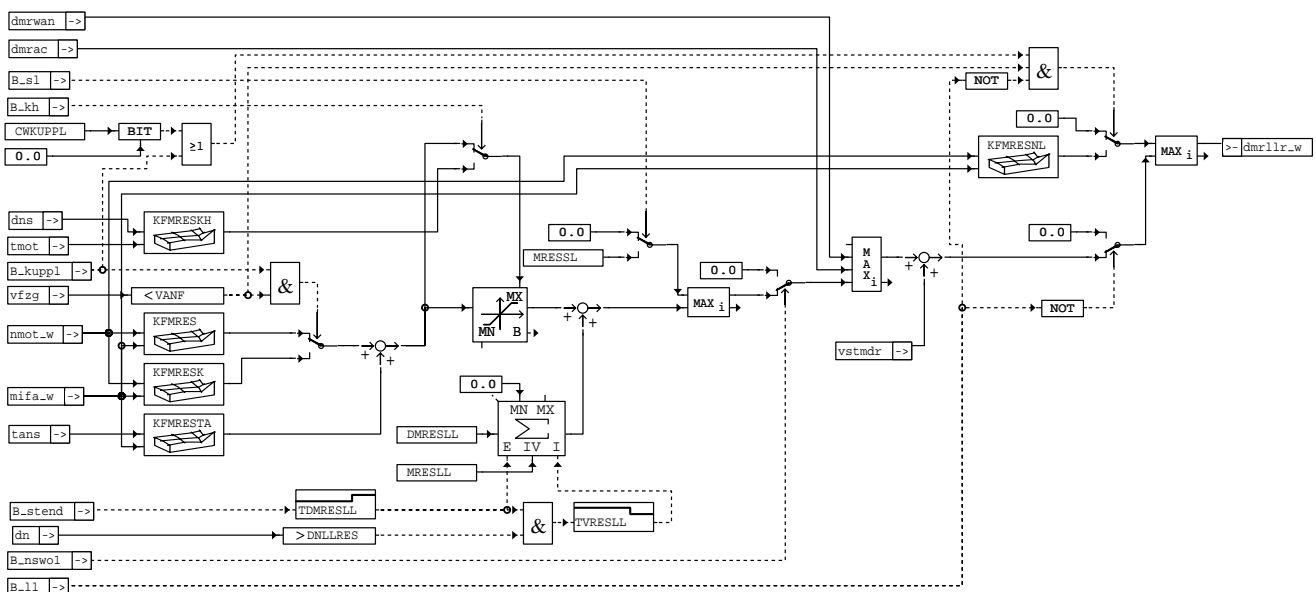 dmrwan ->
dmrac ->
B_sl ->
B_kh ->
CWKUPPL BIT
0.0
≥1
NOT
&
0.0
KFMRESNL
MAX i
>- dmrllr_w
dns ->
tmot ->
KFMRESKH
B_kuppl ->
vfzg ->
<VANF
&
nmot_w ->
KFMRES
KFMRESK
mifa_w ->
tans ->
KFMRESTA
+ +
MX
MN B
+ +
0.0
MRESSL
MAX i
0.0
M
A
X i
+ +
vstmdr ->
0.0
NOT
0.0
MN MX
Σ
E IV I
DMRESLL
MRESLL
B_stend ->
TDMRESLL
dn ->
>DNLLRES
&
TVRESLL
B_nswo1 ->
B_ll ->